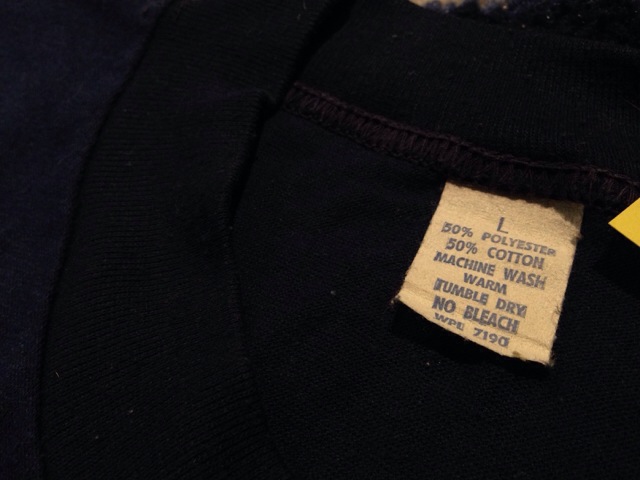 L
50% POLYESTER
50% COTTON
MACHINE WASH
WARM
TUMBLE DRY
NO BLEACH
WPL 7190